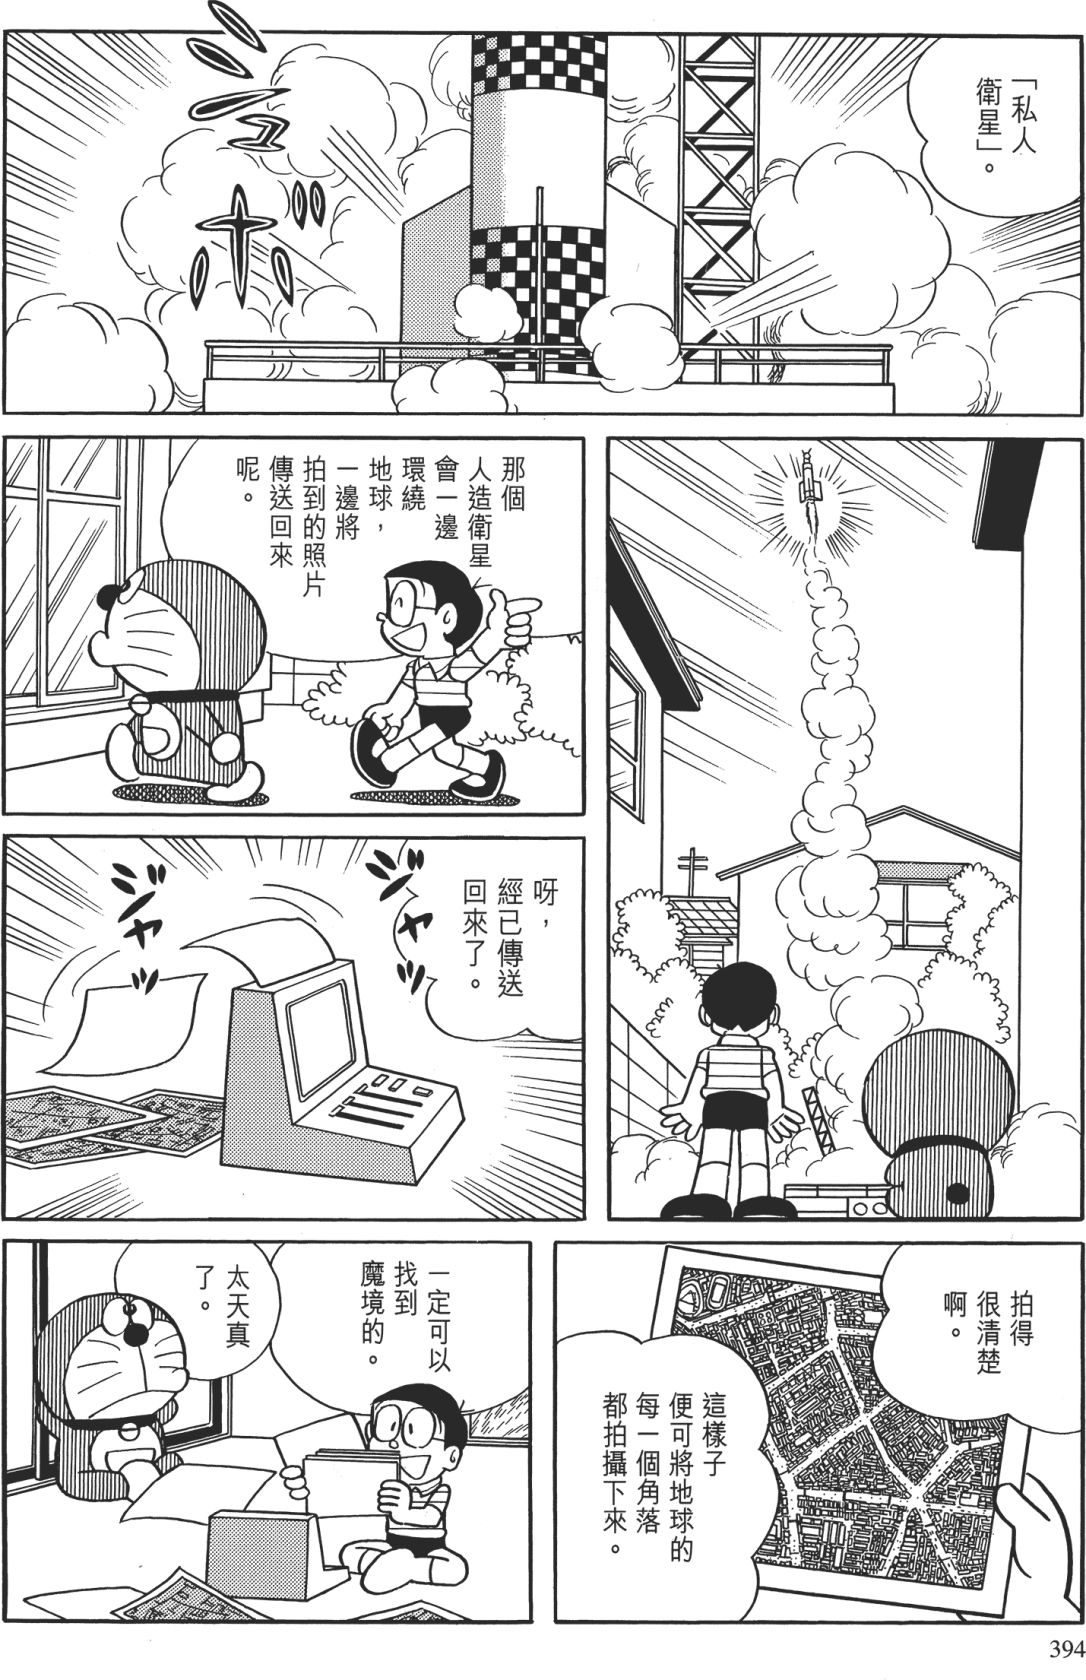 「私人
衛星」。
ゴゴ
ゴオ
那個
人造衛星
會一邊
環繞
地球，
一邊將
拍到的照片
傳送回來
呢。
呀，
經已傳送
回來了。
ジャッ
ジャッ
拍得
很清楚
啊。
這樣子
便可將地球的
每一個角落
都拍攝下來。
一定可以
找到
魔境的。
太天真
了。
394